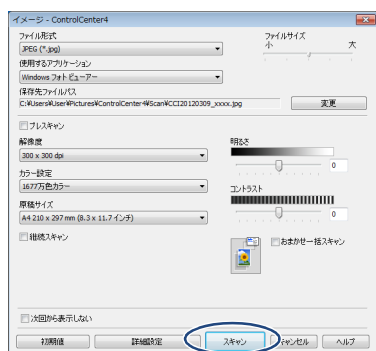 イメージ - ControlCenter4
ファイル形式
ファイルサイズ
JPEG (*.jpg)
小 大
使用するアプリケーション
Windows フォト ビューアー
保存先ファイルパス
C:¥Users¥User¥Pictures¥ControlCenter4¥Scan¥CCI20120309_xxxx.jpg 変更
プレスキャン
解像度 明るさ
300 x 300 dpi 0
カラー設定
1677万色カラー コントラスト
原稿サイズ
A4 210 x 297 mm (8.3 x 11.7 インチ) 0
継続スキャン おまかせ一括スキャン
次回から表示しない
初期値 詳細設定 スキャン キャンセル ヘルプ